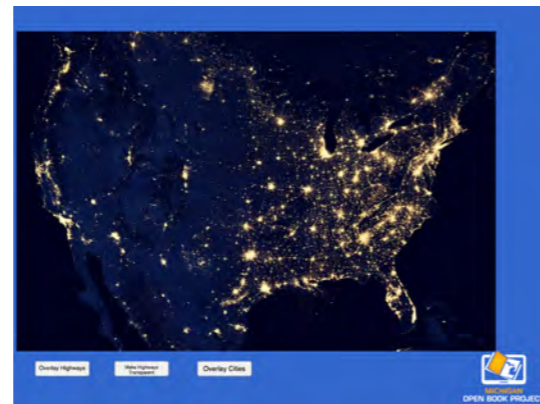 Overlay Highways
Make Highways
Transparent
Overlay Cities
MICHIGAN
OPEN BOOK PROJECT